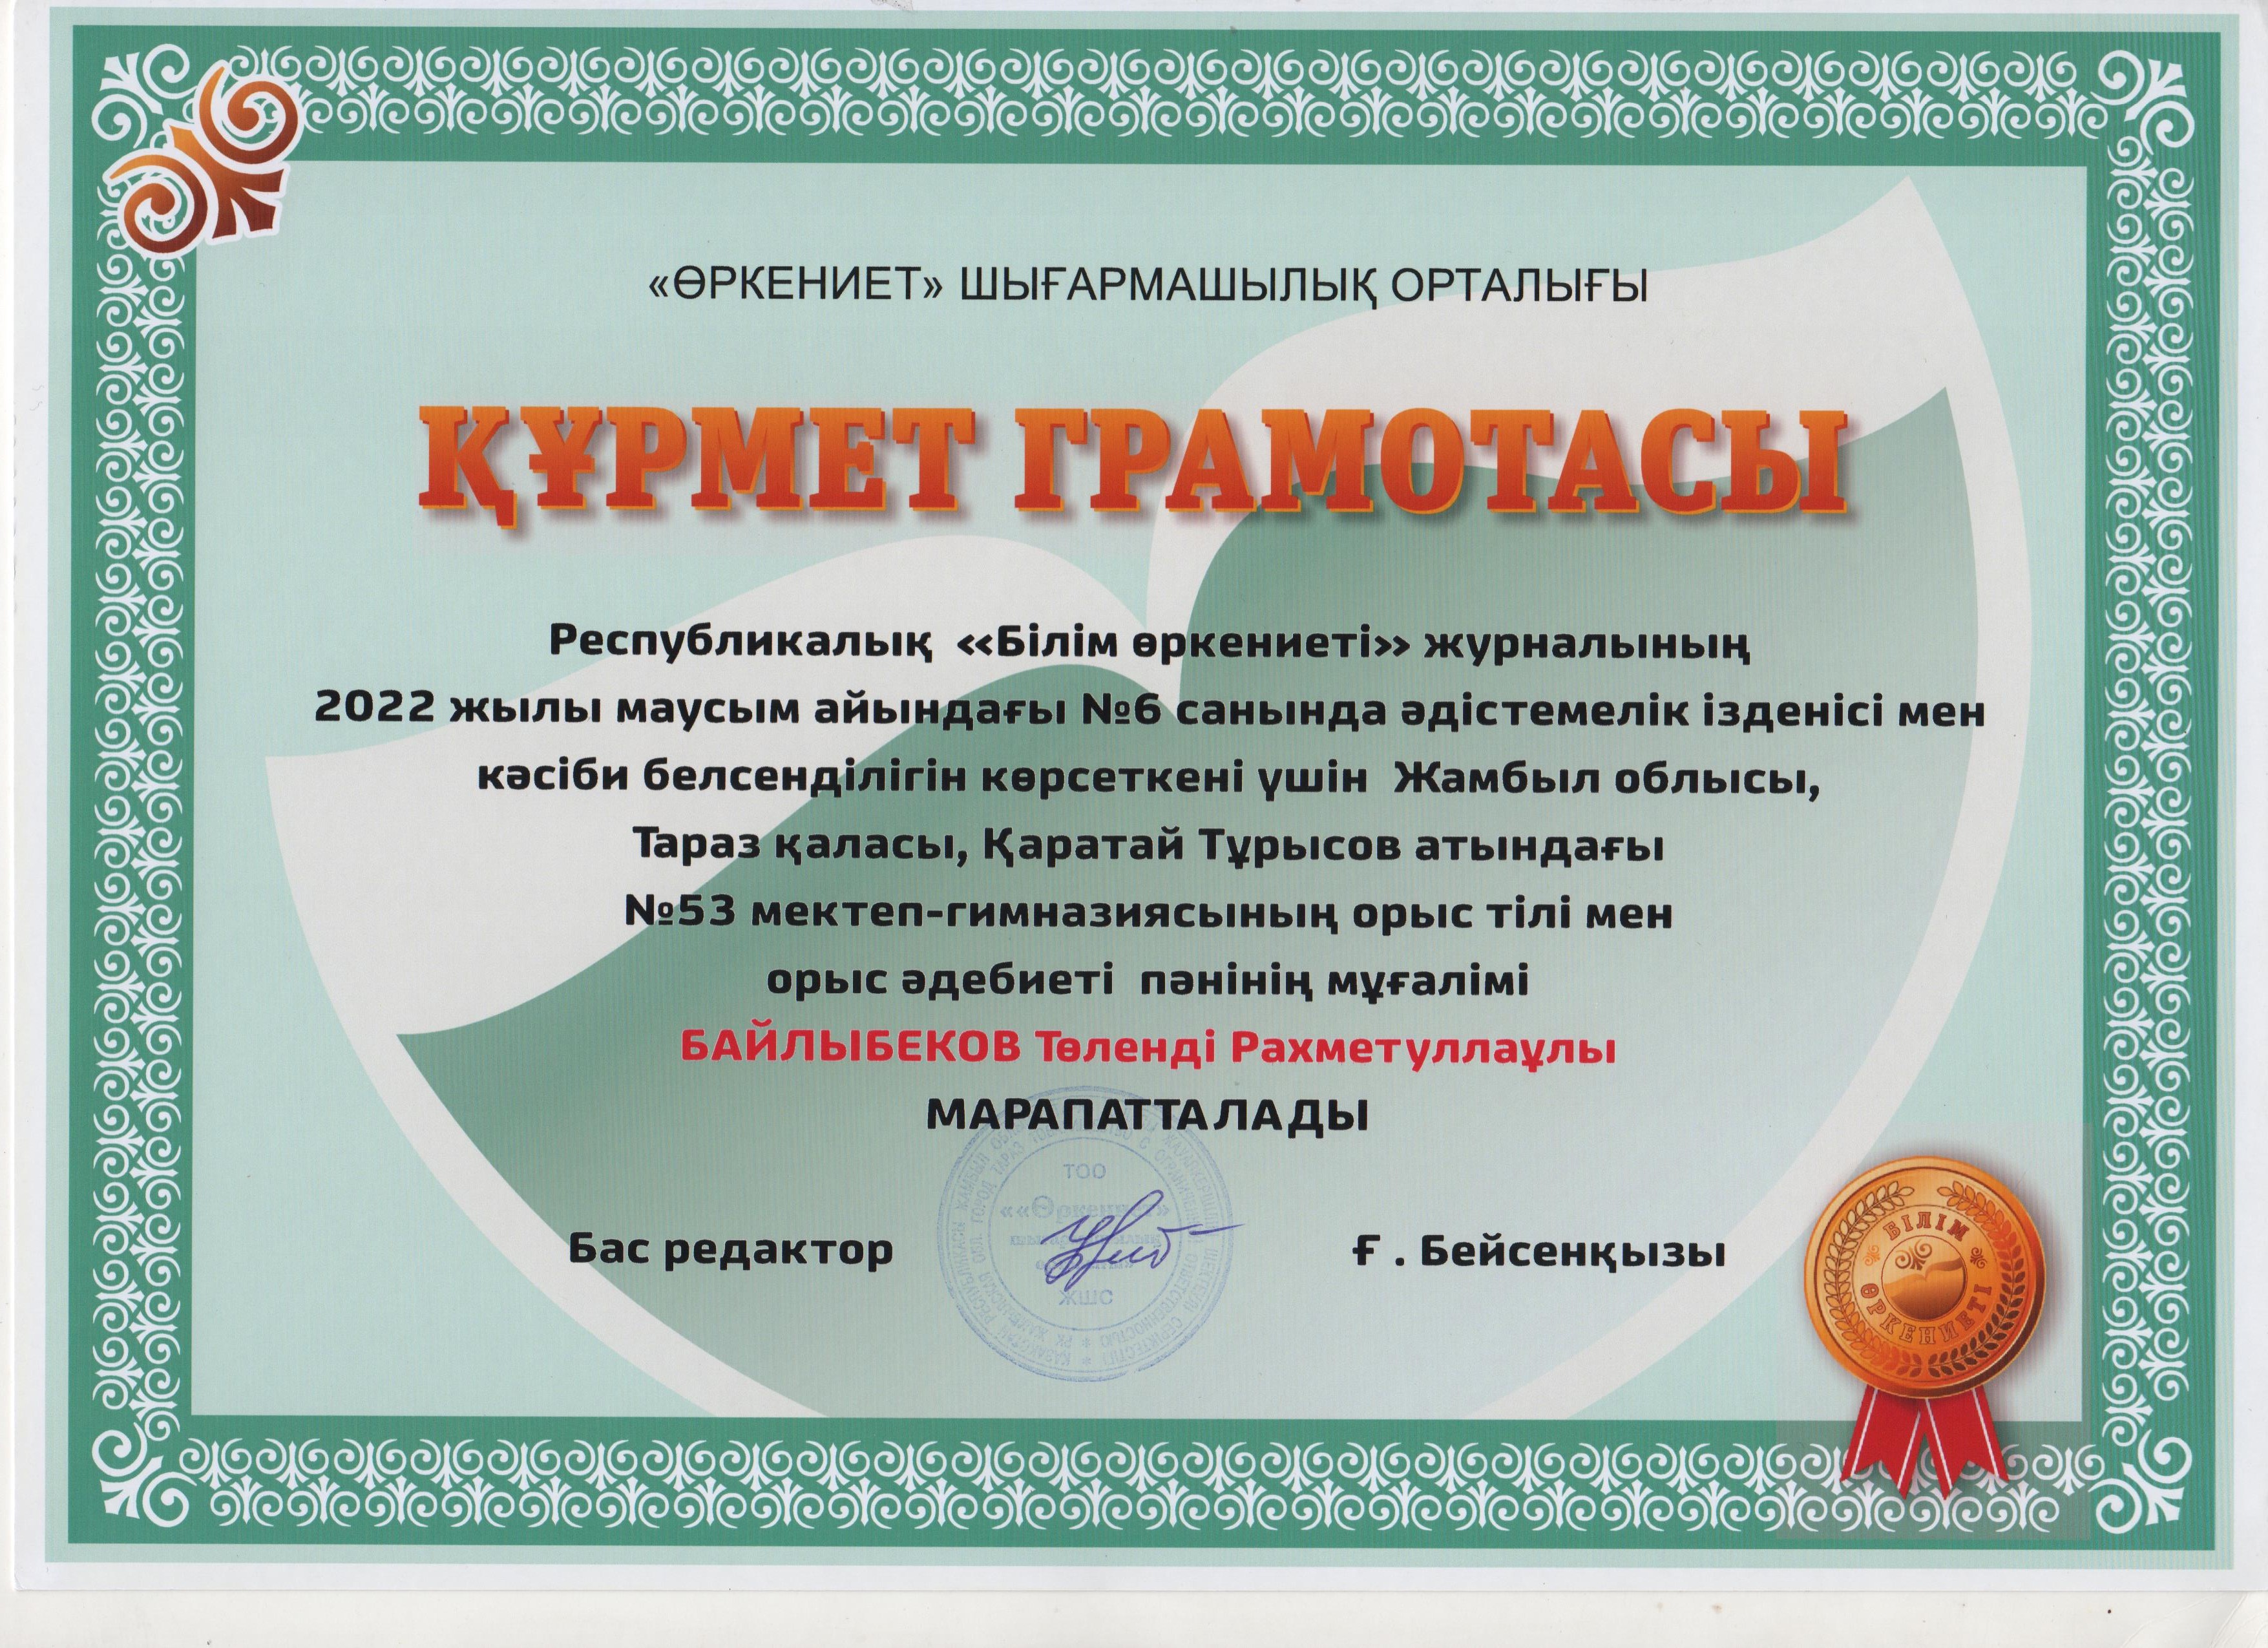 «ӨРКЕНИЕТ» ШЫҒАРМАШЫЛЫҚ ОРТАЛЫҒЫ
ҚҰРМЕТ ГРАМОТАСЫ
Республикалық «Білім өркениеті» журналының
2022 жылы маусым айындағы №6 санында әдістемелік ізденісі мен
кәсіби белсенділігін көрсеткені үшін Жамбыл облысы,
Тараз қаласы, Қаратай Тұрысов атындағы
№53 мектеп-гимназиясының орыс тілі мен
орыс әдебиеті пәнінің мұғалімі
БАЙЛЫБЕКОВ Төленді Рахметуллаұлы
МАРАПАТТАЛАДЫ
ТОО
««Өркениет»
ЖШС
Бас редактор
Ғ . Бейсенқызы
БІЛІМ
ӨРКЕНИЕТІ